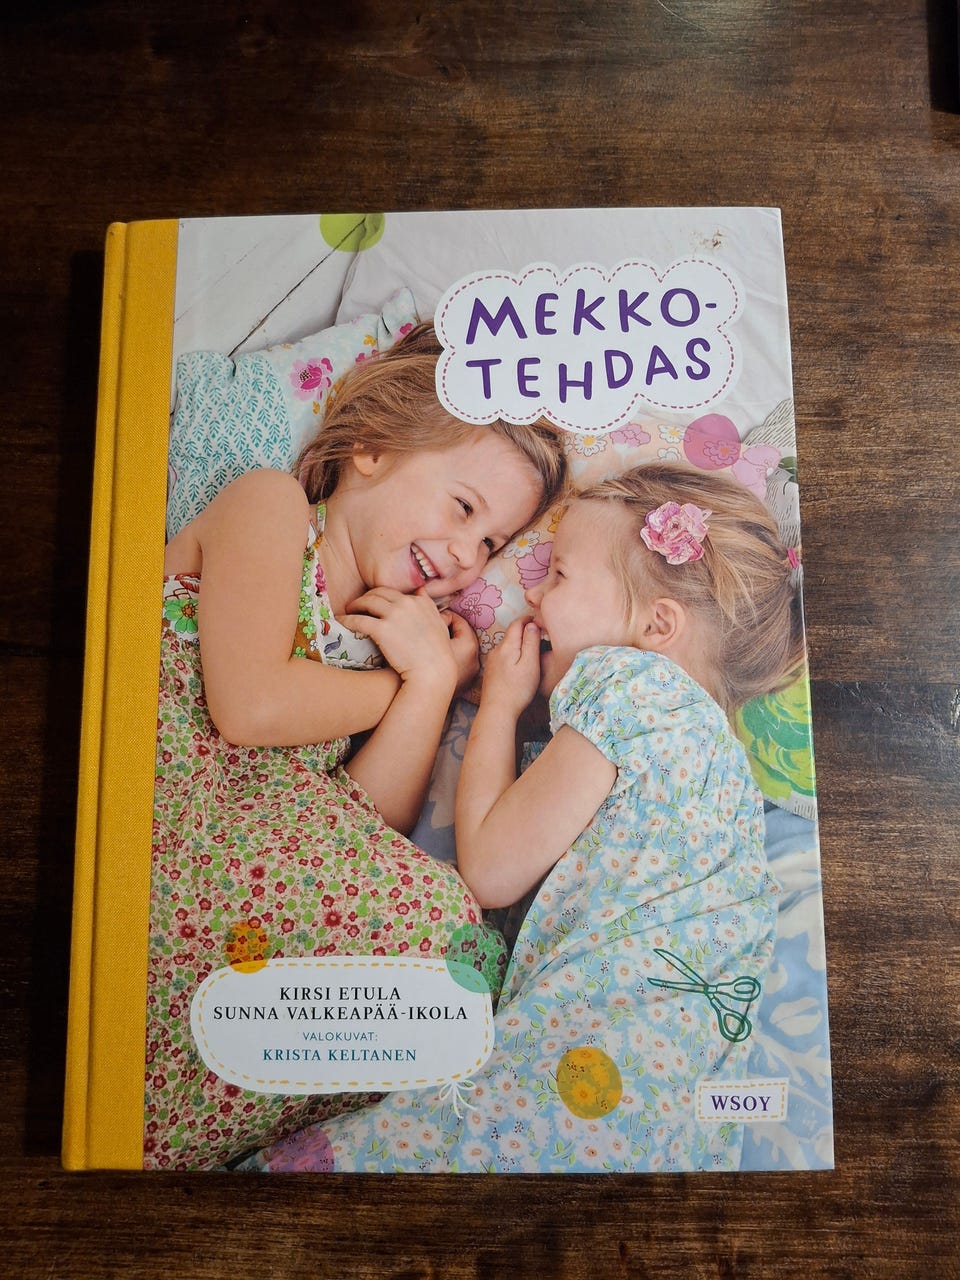 MEKKO-
TEHDAS
KIRSI ETULA
SUNNA VALKEAPÄÄ-IKOLA
VALOKUVAT:
KRISTA KELTANEN
WSOY